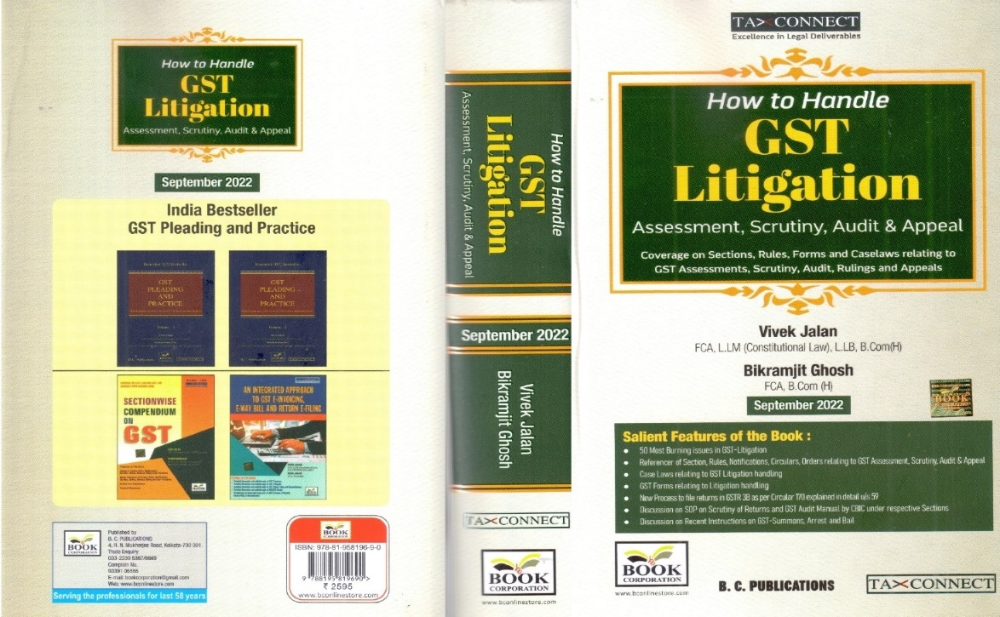 How to Handle
GST
Litigation
Assessment, Scrutiny, Audit & Appeal
September 2022
India Bestseller
GST Pleading and Practice
GST
PLEADING
AND
PRACTICE
GST
PLEADING
AND
PRACTICE
SECTIONWISE
COMPENDIUM
ON
GST
AN INTEGRATED APPROACH
TO GST E-INVOICING,
E-WAY BILL AND RETURN E-FILING
BOOK
CORPORATION
Published by
B. C. PUBLICATIONS
4, R. N. Mukherjee Road, Kolkata-700 001.
Trade Enquiry
033-2230 5367/6669
Complain No.
E-mail: bookcorporation@gmail.com
Web: www.bconlinestore.com
Serving the professionals for last 58 years
BOOK
CORPORATION
ISBN: 978-81-958196-9-0
9 788195 819690 >
₹ 2595
www.bconlinestore.com
How to Handle
GST
Litigation
Assessment, Scrutiny, Audit & Appeal
September 2022
Vivek Jalan
Bikramjit Ghosh
TAXCONNECT
BOOK
CORPORATION
www.bconlinestore.com
TAXCONNECT
Excellence in Legal Deliverables
How to Handle
GST
Litigation
Assessment, Scrutiny, Audit & Appeal
Coverage on Sections, Rules, Forms and Caselaws relating to
GST Assessments, Scrutiny, Audit, Rulings and Appeals
Vivek Jalan
FCA, L.LM (Constitutional Law), L.LB, B.Com(H)
Bikramjit Ghosh
FCA, B.Com (H)
September 2022
BOOK
Salient Features of the Book :
• 50 Most Burning issues in GST-Litigation
• Referencer of Section, Rules, Notifications, Circulars, Orders relating to GST Assessment, Scrutiny, Audit & Appeal
• Case Laws relating to GST Litigation handling
• GST Forms relating to Litigation handling
• New Process to file returns in GSTR 3B as per Circular 170 explained in detail u/s 59
• Discussion on SOP on Scrutiny of Returns and GST Audit Manual by CBIC under respective Sections
• Discussion on Recent Instructions on GST-Summons, Arrest and Bail
BOOK
CORPORATION
www.bconlinestore.com
B. C. PUBLICATIONS
TAXCONNECT